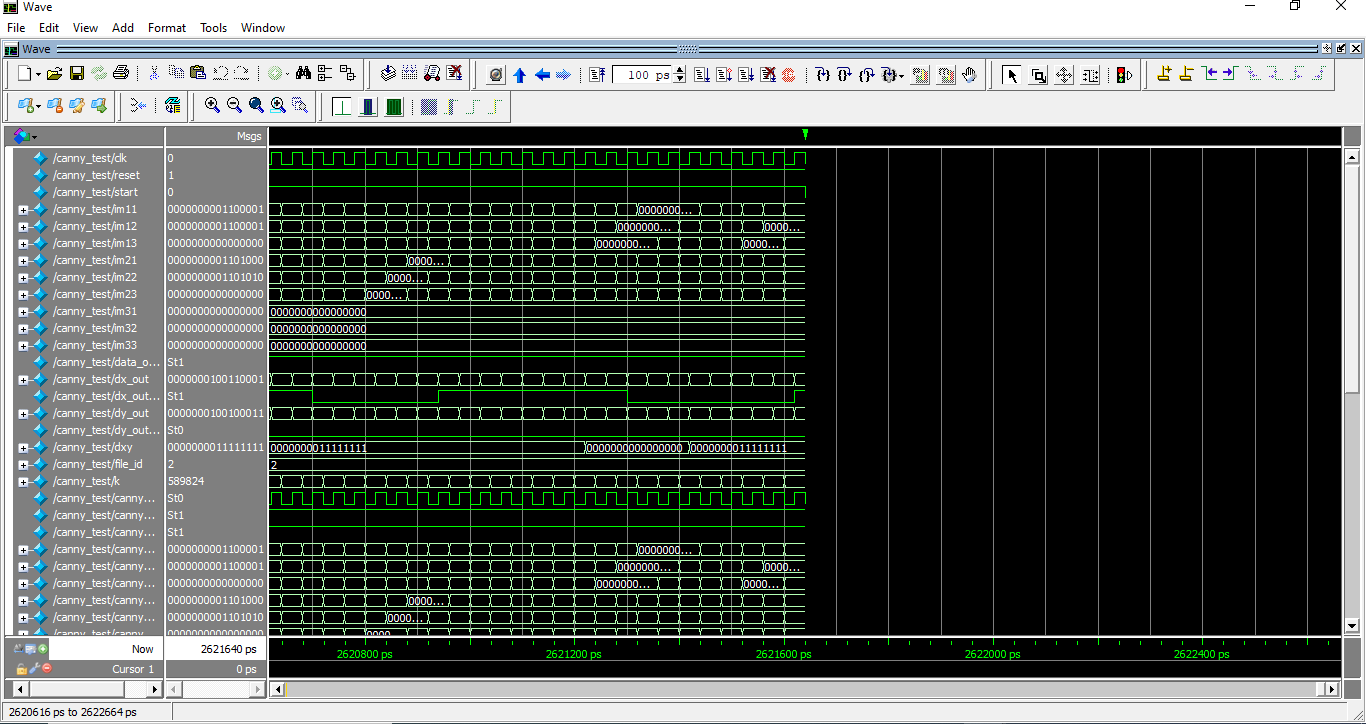 Wave
File Edit View Add Format Tools Window
Wave
100 ps
Msgs
/canny_test/clk 0
/canny_test/reset 1
/canny_test/start 0
/canny_test/im11 0000000001100001 0000000...
/canny_test/im12 0000000001100001 0000000... 0000...
/canny_test/im13 0000000000000000 0000000... 0000...
/canny_test/im21 0000000001101000 0000...
/canny_test/im22 0000000001101010 0000...
/canny_test/im23 0000000000000000 0000...
/canny_test/im31 0000000000000000 0000000000000000
/canny_test/im32 0000000000000000 0000000000000000
/canny_test/im33 0000000000000000 0000000000000000
/canny_test/data_o... St1
/canny_test/dx_out 0000000100110001
/canny_test/dx_out... St1
/canny_test/dy_out 0000000100100011
/canny_test/dy_out... St0
/canny_test/dxy 0000000011111111 0000000011111111 0000000000000000 0000000011111111
/canny_test/file_id 2 2
/canny_test/k 589824
/canny_test/canny... St0
/canny_test/canny... St1
/canny_test/canny... St1
/canny_test/canny... 0000000001100001 0000000...
/canny_test/canny... 0000000001100001 0000000... 0000...
/canny_test/canny... 0000000000000000 0000000... 0000...
/canny_test/canny... 0000000001101000 0000...
/canny_test/canny... 0000000001101010 0000...
/canny_test/canny... 0000000000000000 0000...
Now 2621640 ps 2620800 ps 2621200 ps 2621600 ps 2622000 ps 2622400 ps
Cursor 1 0 ps
2620616 ps to 2622664 ps